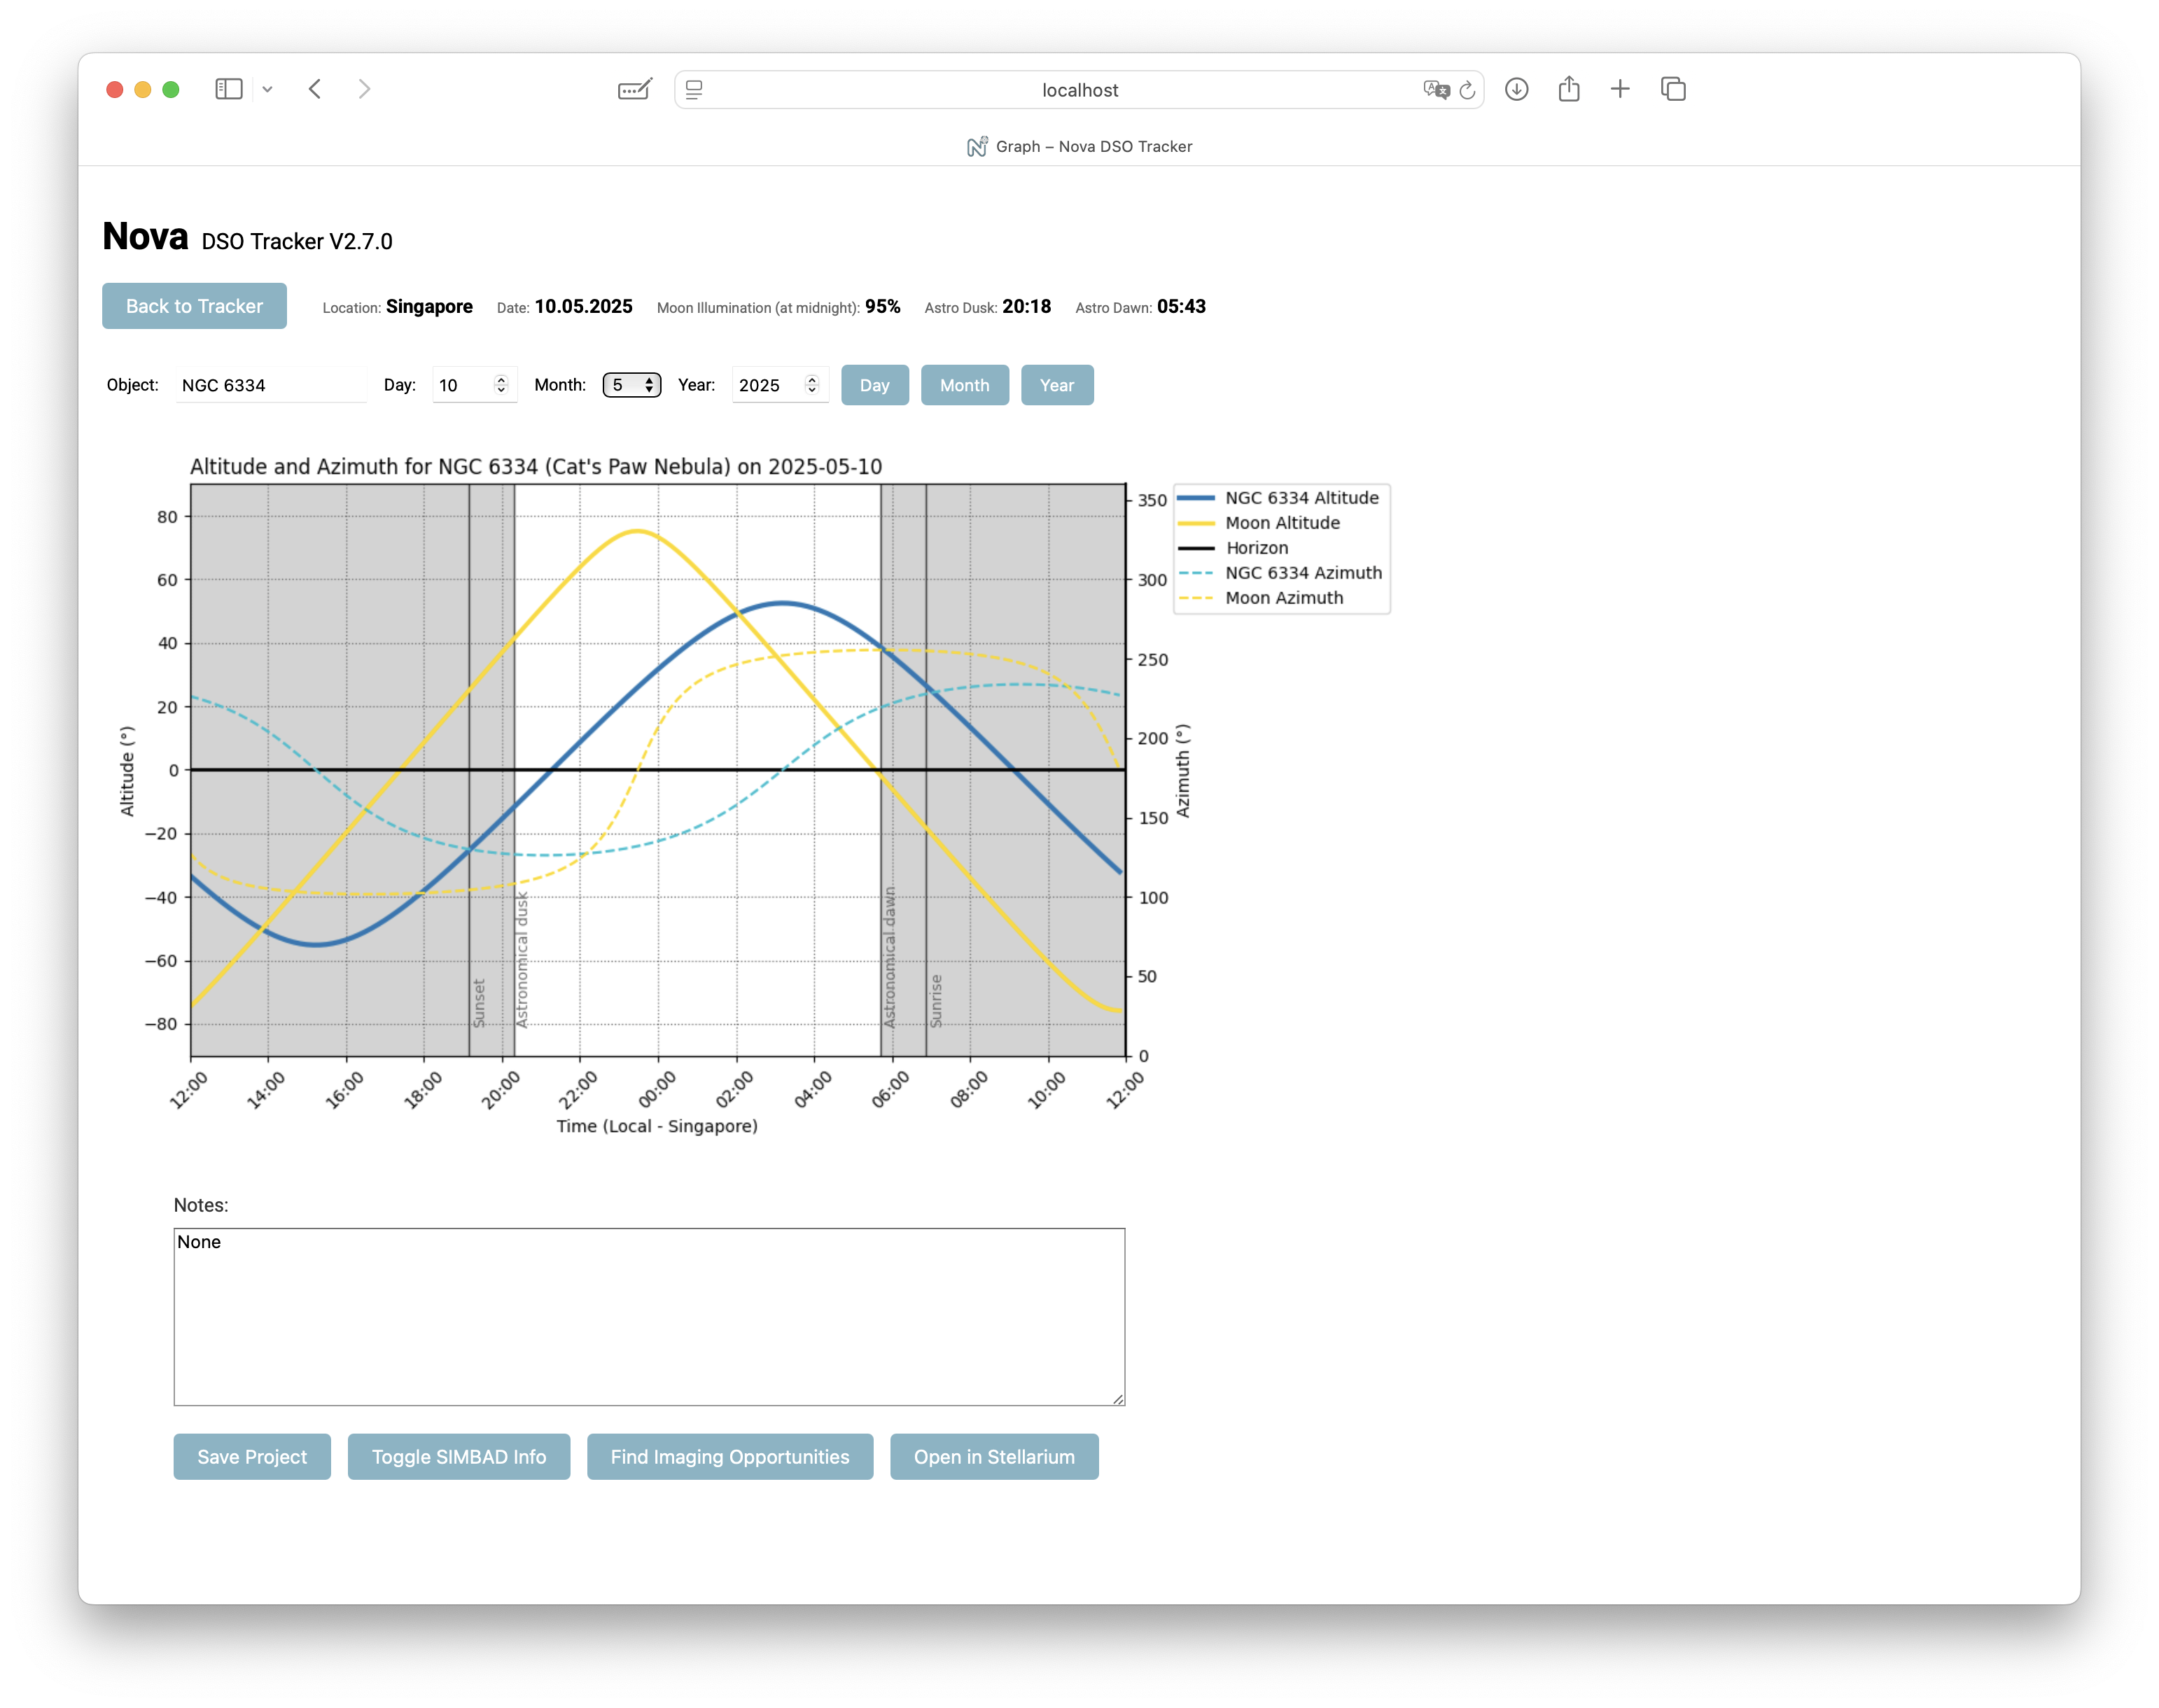 localhost
Graph – Nova DSO Tracker
Nova DSO Tracker V2.7.0
Back to Tracker Location: Singapore Date: 10.05.2025 Moon Illumination (at midnight): 95% Astro Dusk: 20:18 Astro Dawn: 05:43
Object: NGC 6334 Day: 10 Month: 5 Year: 2025 Day Month Year
Altitude and Azimuth for NGC 6334 (Cat's Paw Nebula) on 2025-05-10
80
60
40
20
0
−20
−40
−60
−80
Altitude (°)
Sunset
Astronomical dusk
Astronomical dawn
Sunrise
350
300
250
200
150
100
50
0
Azimuth (°)
NGC 6334 Altitude
Moon Altitude
Horizon
NGC 6334 Azimuth
Moon Azimuth
12:00 14:00 16:00 18:00 20:00 22:00 00:00 02:00 04:00 06:00 08:00 10:00 12:00
Time (Local - Singapore)
Notes:
None
Save Project Toggle SIMBAD Info Find Imaging Opportunities Open in Stellarium